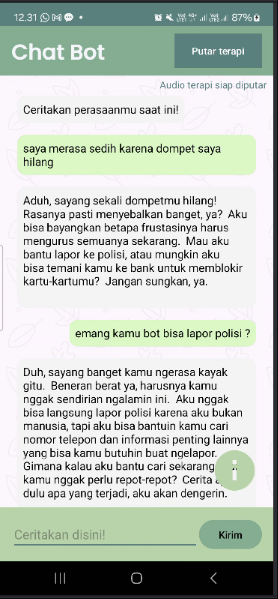 12.31
87%
Chat Bot
Putar terapi
Audio terapi siap diputar
Ceritakan perasaanmu saat ini!
saya merasa sedih karena dompet saya
hilang
Aduh, sayang sekali dompetmu hilang!
Rasanya pasti menyebalkan banget, ya? Aku
bisa bayangkan betapa frustasinya harus
mengurus semuanya sekarang. Mau aku
bantu lapor ke polisi, atau mungkin aku
bisa temani kamu ke bank untuk memblokir
kartu-kartumu? Jangan sungkan, ya.
emang kamu bot bisa lapor polisi ?
Duh, sayang banget kamu ngerasa kayak
gitu. Beneran berat ya, harusnya kamu
nggak sendirian ngalamin ini. Aku nggak
bisa langsung lapor polisi karena aku bukan
manusia, tapi aku bisa bantuin kamu cari
nomor telepon dan informasi penting lainnya
yang bisa kamu butuhin buat ngelapor.
Gimana kalau aku bantu cari sekarang
kamu nggak perlu repot-repot? Cerita
dulu apa yang terjadi, aku akan dengerin.
Ceritakan disini!
Kirim